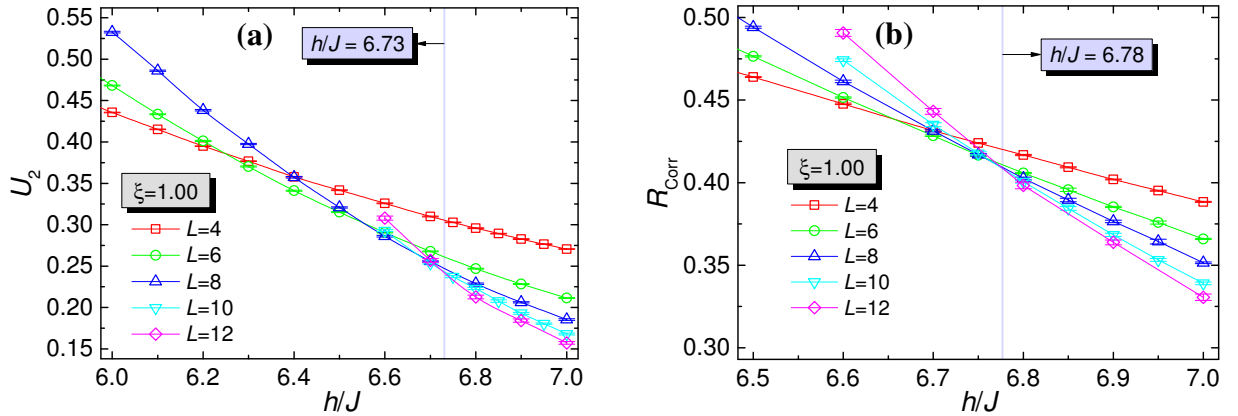 (a)
h/J = 6.73
U2
0.55
0.50
0.45
0.40
0.35
0.30
0.25
0.20
0.15
ξ=1.00
L=4
L=6
L=8
L=10
L=12
6.0 6.2 6.4 6.6 6.8 7.0
h/J
(b)
h/J = 6.78
RCorr
0.50
0.45
0.40
0.35
0.30
ξ=1.00
L=4
L=6
L=8
L=10
L=12
6.5 6.6 6.7 6.8 6.9 7.0
h/J